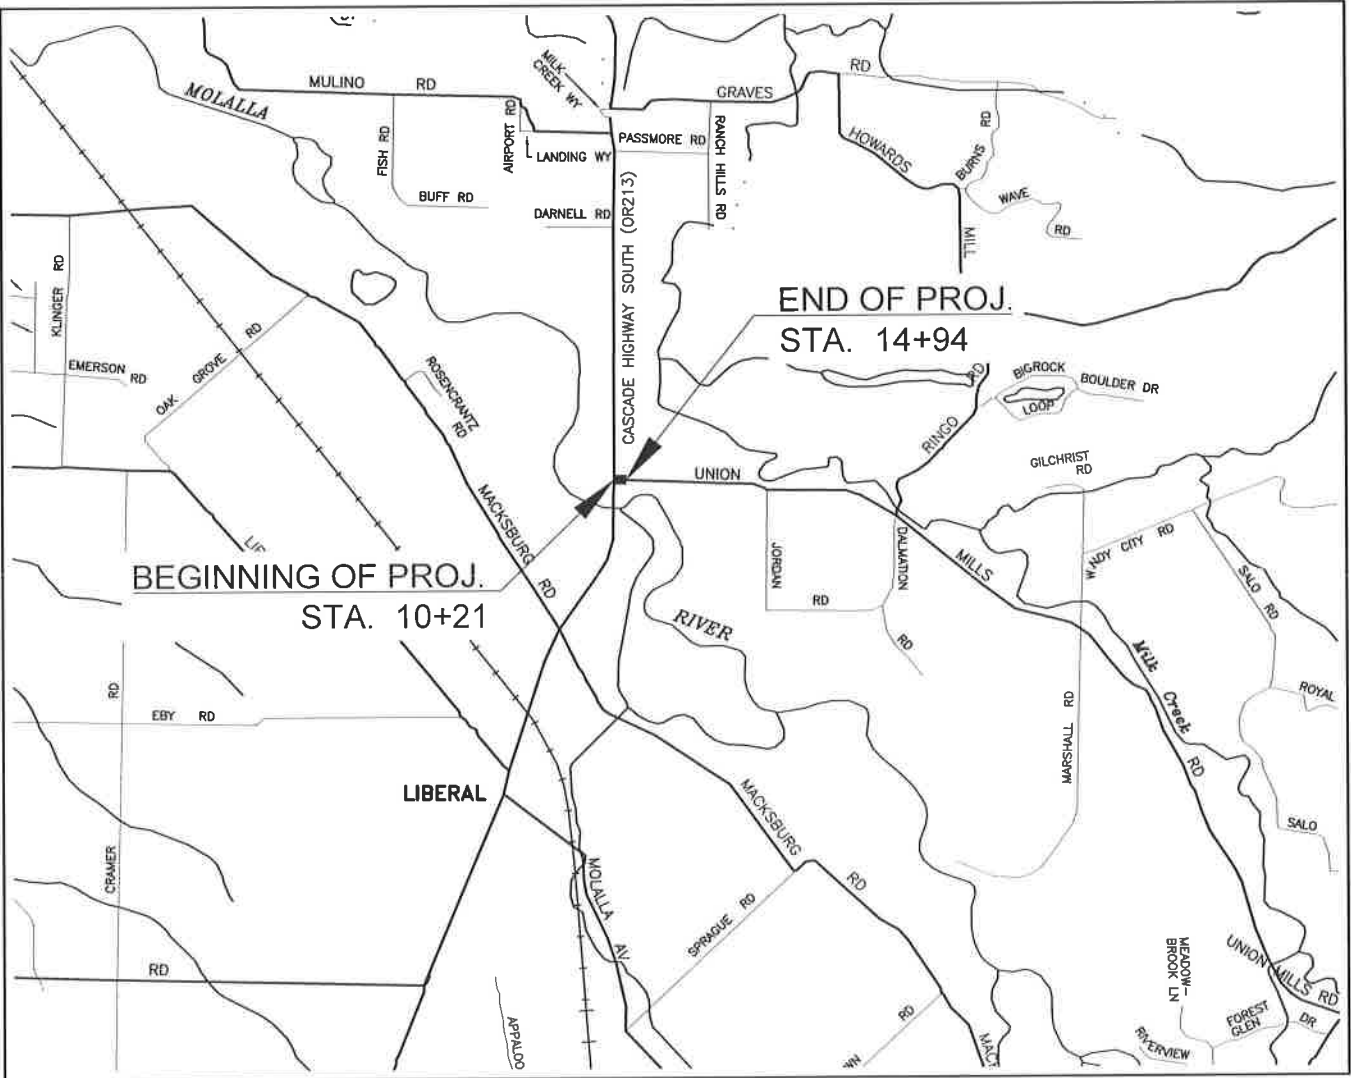 MILK
CREEK WY
MULINO RD
MOLALLA
GRAVES
RD
FISH RD
AIRPORT RD
LANDING WY
PASSMORE RD
RANCH HILLS RD
HOWARDS
BURNS RD
BUFF RD
DARNELL RD
WAVE
RD
MILL
CASCADE HIGHWAY SOUTH (OR213)
KLINGER RD
END OF PROJ.
STA. 14+94
EMERSON RD
OAK GROVE RD
ROSENCRANTZ
RD
RD
RINGO
BIGROCK
LOOP
BOULDER DR
GILCHRIST
RD
UNION
MACKSBURG
RD
JORDAN
RD
DALMATION
RD
MILLS
WINDY CITY RD
SALO RD
BEGINNING OF PROJ.
STA. 10+21
RIVER
Milk
Creek
ROYAL
RD
EBY RD
MARSHALL RD
RD
LIBERAL
MACKSBURG
RD
SALO
CRAMER
MOLALLA
AV
SPRAGUE RD
RD
MEADOW-
BROOK LN
UNION
MILLS RD
FOREST
GLEN
DR
RIVERVIEW
APPALOO
RD
WN
MACK